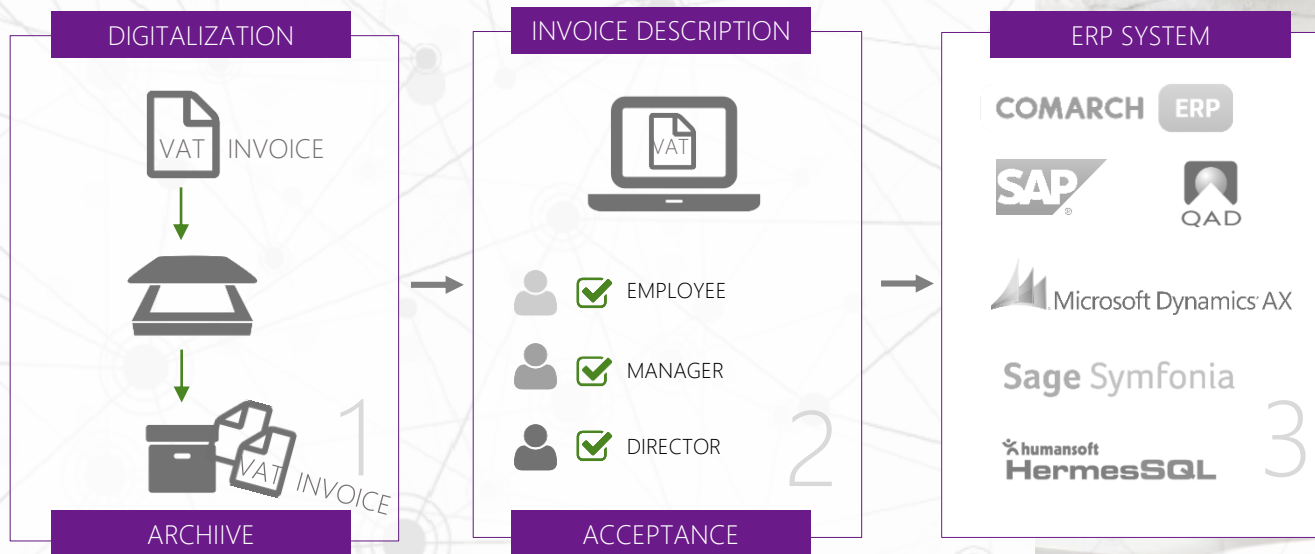 DIGITALIZATION
VAT INVOICE
VAT INVOICE
1
ARCHIIVE
INVOICE DESCRIPTION
VAT
EMPLOYEE
MANAGER
DIRECTOR
2
ACCEPTANCE
ERP SYSTEM
COMARCH ERP
SAP ®
QAD
Microsoft Dynamics AX
Sage Symfonia
humansoft
HermesSQL
3